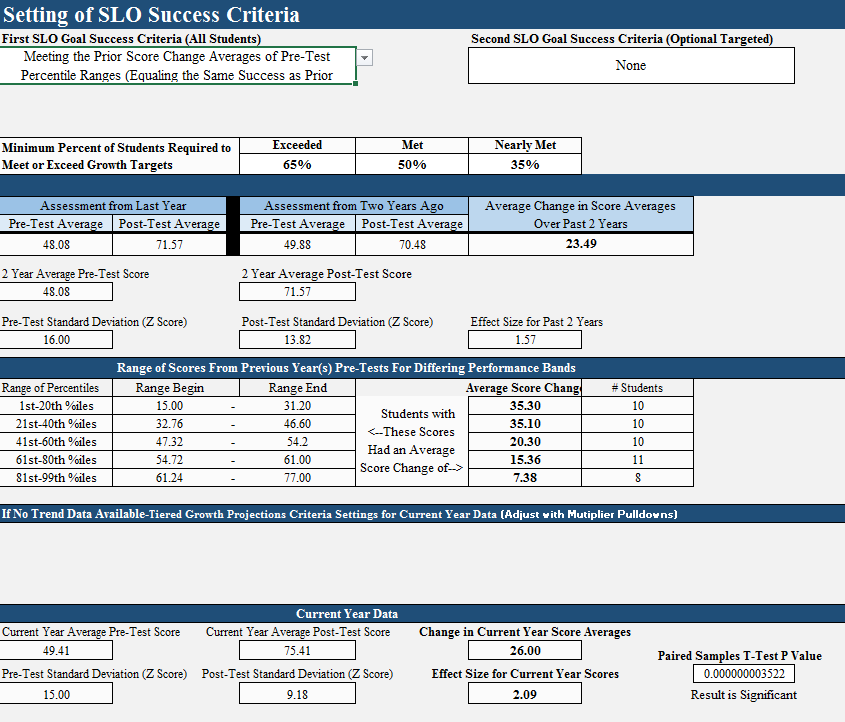 Setting of SLO Success Criteria
First SLO Goal Success Criteria (All Students)
Second SLO Goal Success Criteria (Optional Targeted)
Meeting the Prior Score Change Averages of Pre-Test
Percentile Ranges (Equaling the Same Success as Prior
None
Minimum Percent of Students Required to
Meet or Exceed Growth Targets
Exceeded Met Nearly Met
65% 50% 35%
Assessment from Last Year Assessment from Two Years Ago Average Change in Score Averages
Pre-Test Average Post-Test Average Pre-Test Average Post-Test Average Over Past 2 Years
48.08 71.57 49.88 70.48 23.49
2 Year Average Pre-Test Score 2 Year Average Post-Test Score
48.08 71.57
Pre-Test Standard Deviation (Z Score) Post-Test Standard Deviation (Z Score) Effect Size for Past 2 Years
16.00 13.82 1.57
Range of Scores From Previous Year(s) Pre-Tests For Differing Performance Bands
Range of Percentiles Range Begin Range End Average Score Chang # Students
1st-20th %iles 15.00 - 31.20 35.30 10
21st-40th %iles 32.76 - 46.60 35.10 10
41st-60th %iles 47.32 - 54.2 20.30 10
61st-80th %iles 54.72 - 61.00 15.36 11
81st-99th %iles 61.24 - 77.00 7.38 8
Students with
<--These Scores
Had an Average
Score Change of-->
If No Trend Data Available-Tiered Growth Projections Criteria Settings for Current Year Data (Adjust with Mutiplier Pulldowns)
Current Year Data
Current Year Average Pre-Test Score Current Year Average Post-Test Score Change in Current Year Score Averages
49.41 75.41 26.00
Paired Samples T-Test P Value
Pre-Test Standard Deviation (Z Score) Post-Test Standard Deviation (Z Score) Effect Size for Current Year Scores
0.000000003522
15.00 9.18 2.09
Result is Significant